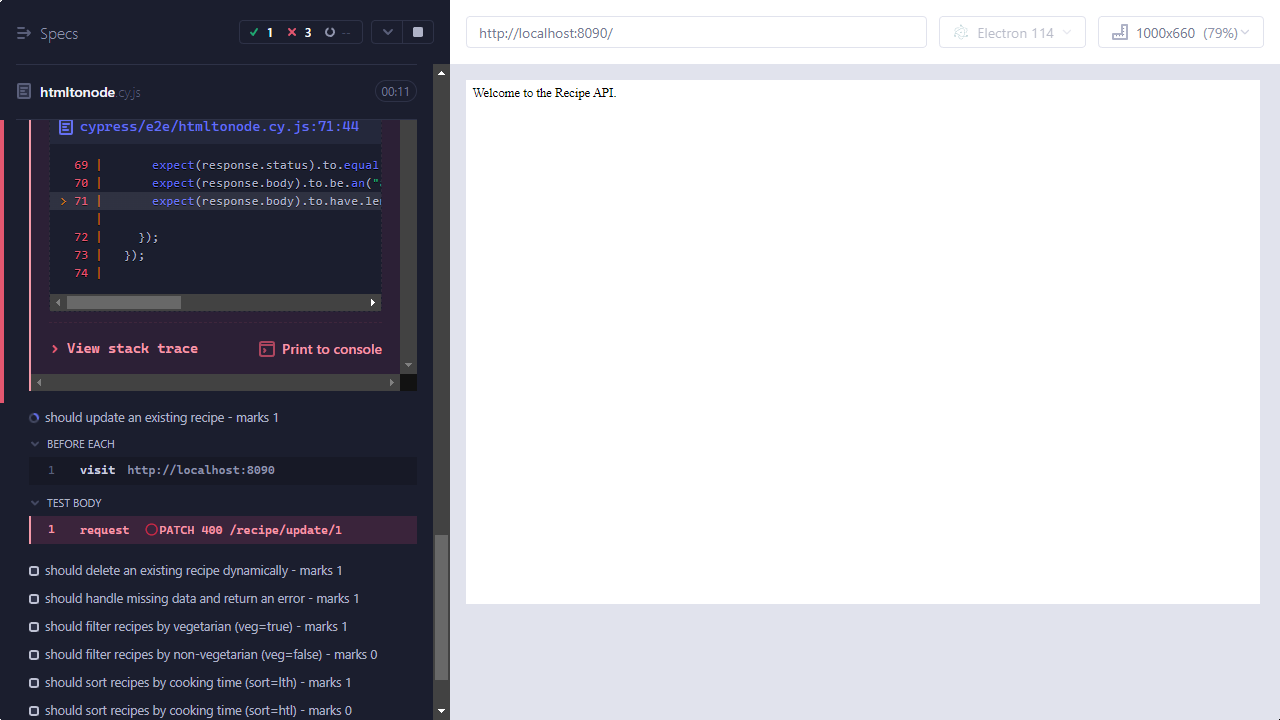 Specs
1
3
--
http://localhost:8090/
Electron 114
1000x660 (79%)
htmltonode.cy.js
00:11
cypress/e2e/htmltonode.cy.js:71:44
69 | expect(response.status).to.equal
70 | expect(response.body).to.be.an("
> 71 | expect(response.body).to.have.le
|
72 | });
73 | });
74 |
> View stack trace
Print to console
should update an existing recipe - marks 1
BEFORE EACH
1 visit http://localhost:8090
TEST BODY
1 request PATCH 400 /recipe/update/1
should delete an existing recipe dynamically - marks 1
should handle missing data and return an error - marks 1
should filter recipes by vegetarian (veg=true) - marks 1
should filter recipes by non-vegetarian (veg=false) - marks 0
should sort recipes by cooking time (sort=lth) - marks 1
should sort recipes by cooking time (sort=htl) - marks 0
Welcome to the Recipe API.